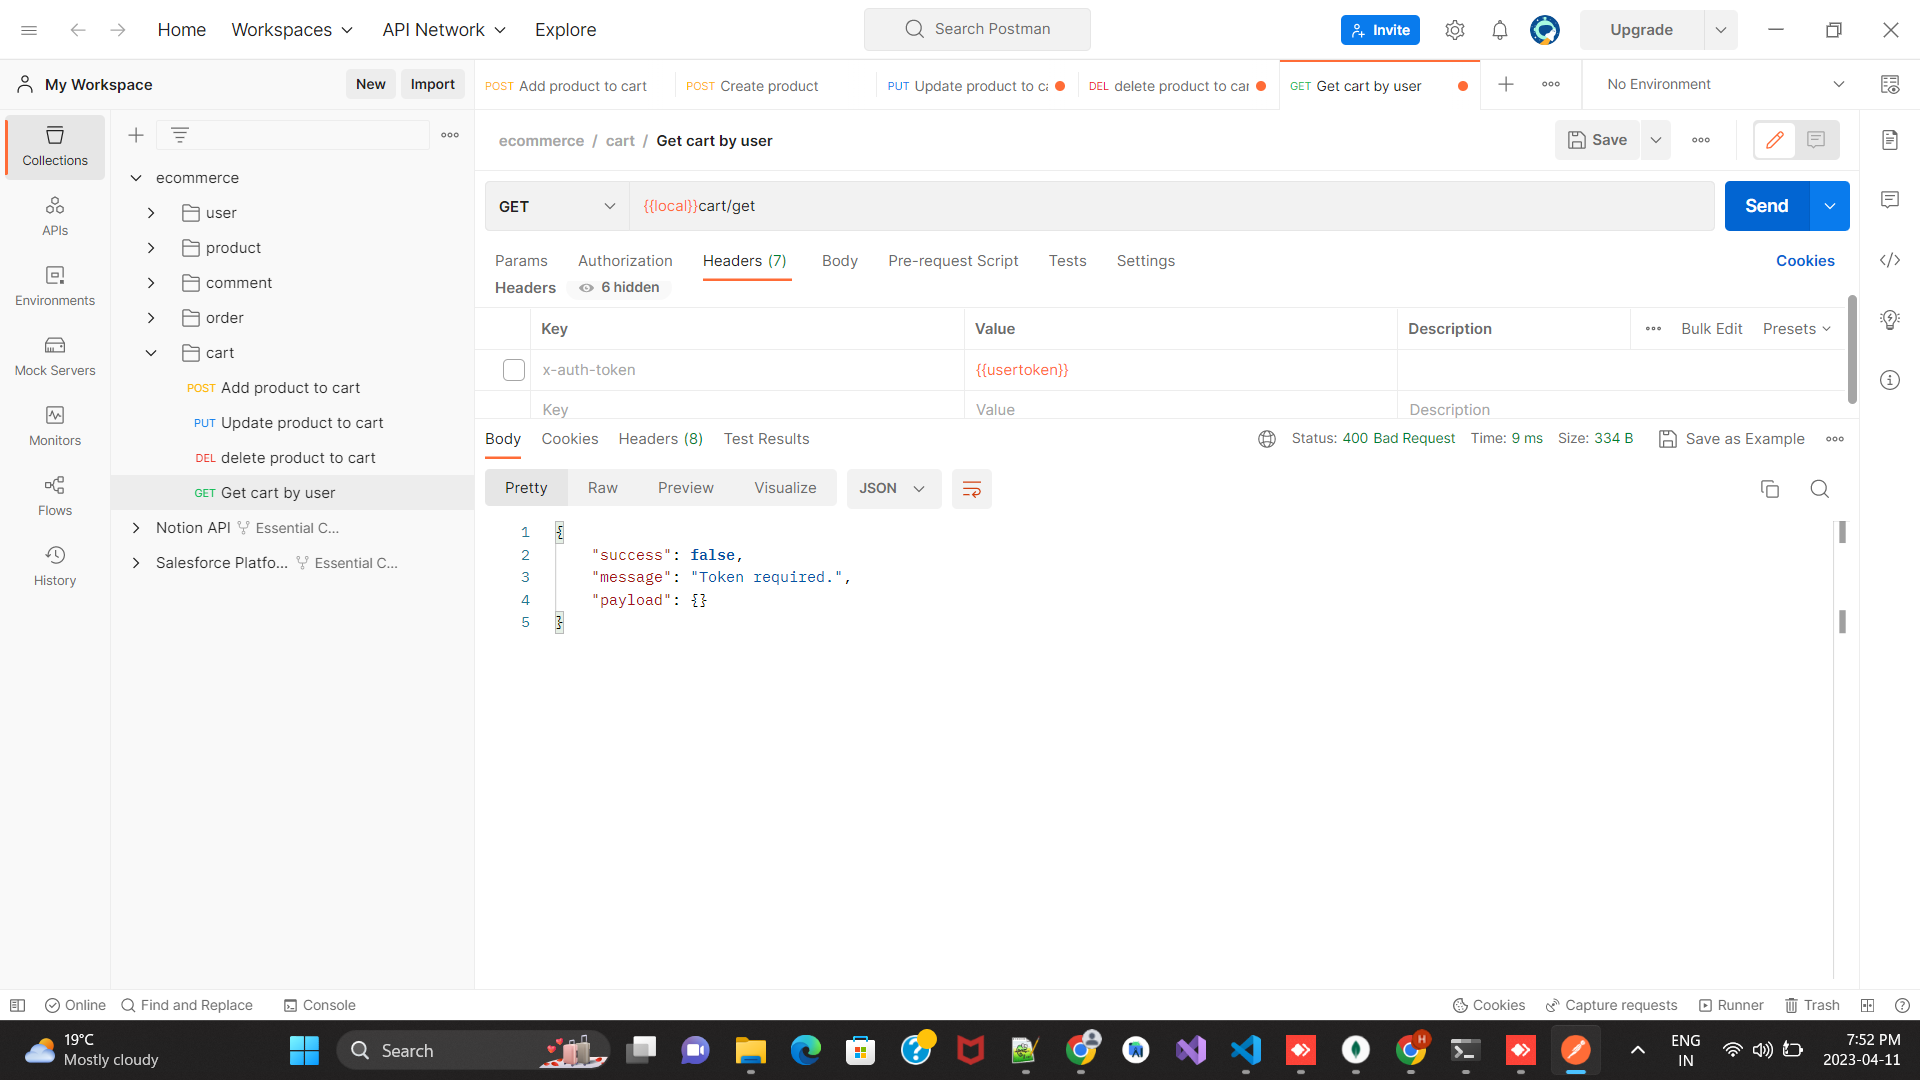 Home
Workspaces
API Network
Explore
Search Postman
Invite
Upgrade
My Workspace
New
Import
POST Add product to cart
POST Create product
PUT Update product to ca
DEL delete product to car
GET Get cart by user
No Environment
Collections
APIs
Environments
Mock Servers
Monitors
Flows
History
ecommerce
user
product
comment
order
cart
POST Add product to cart
PUT Update product to cart
DEL delete product to cart
GET Get cart by user
Notion API Essential C...
Salesforce Platfo... Essential C...
ecommerce / cart / Get cart by user
Save
GET
{{local}}cart/get
Send
Params
Authorization
Headers (7)
Body
Pre-request Script
Tests
Settings
Cookies
Headers
6 hidden
Key
Value
Description
Bulk Edit
Presets
x-auth-token
{{usertoken}}
Key
Value
Description
Body
Cookies
Headers (8)
Test Results
Status: 400 Bad Request
Time: 9 ms
Size: 334 B
Save as Example
Pretty
Raw
Preview
Visualize
JSON
1 {
2 "success": false,
3 "message": "Token required.",
4 "payload": {}
5 }
Online
Find and Replace
Console
Cookies
Capture requests
Runner
Trash
19°C
Mostly cloudy
Search
H
ENG
IN
7:52 PM
2023-04-11